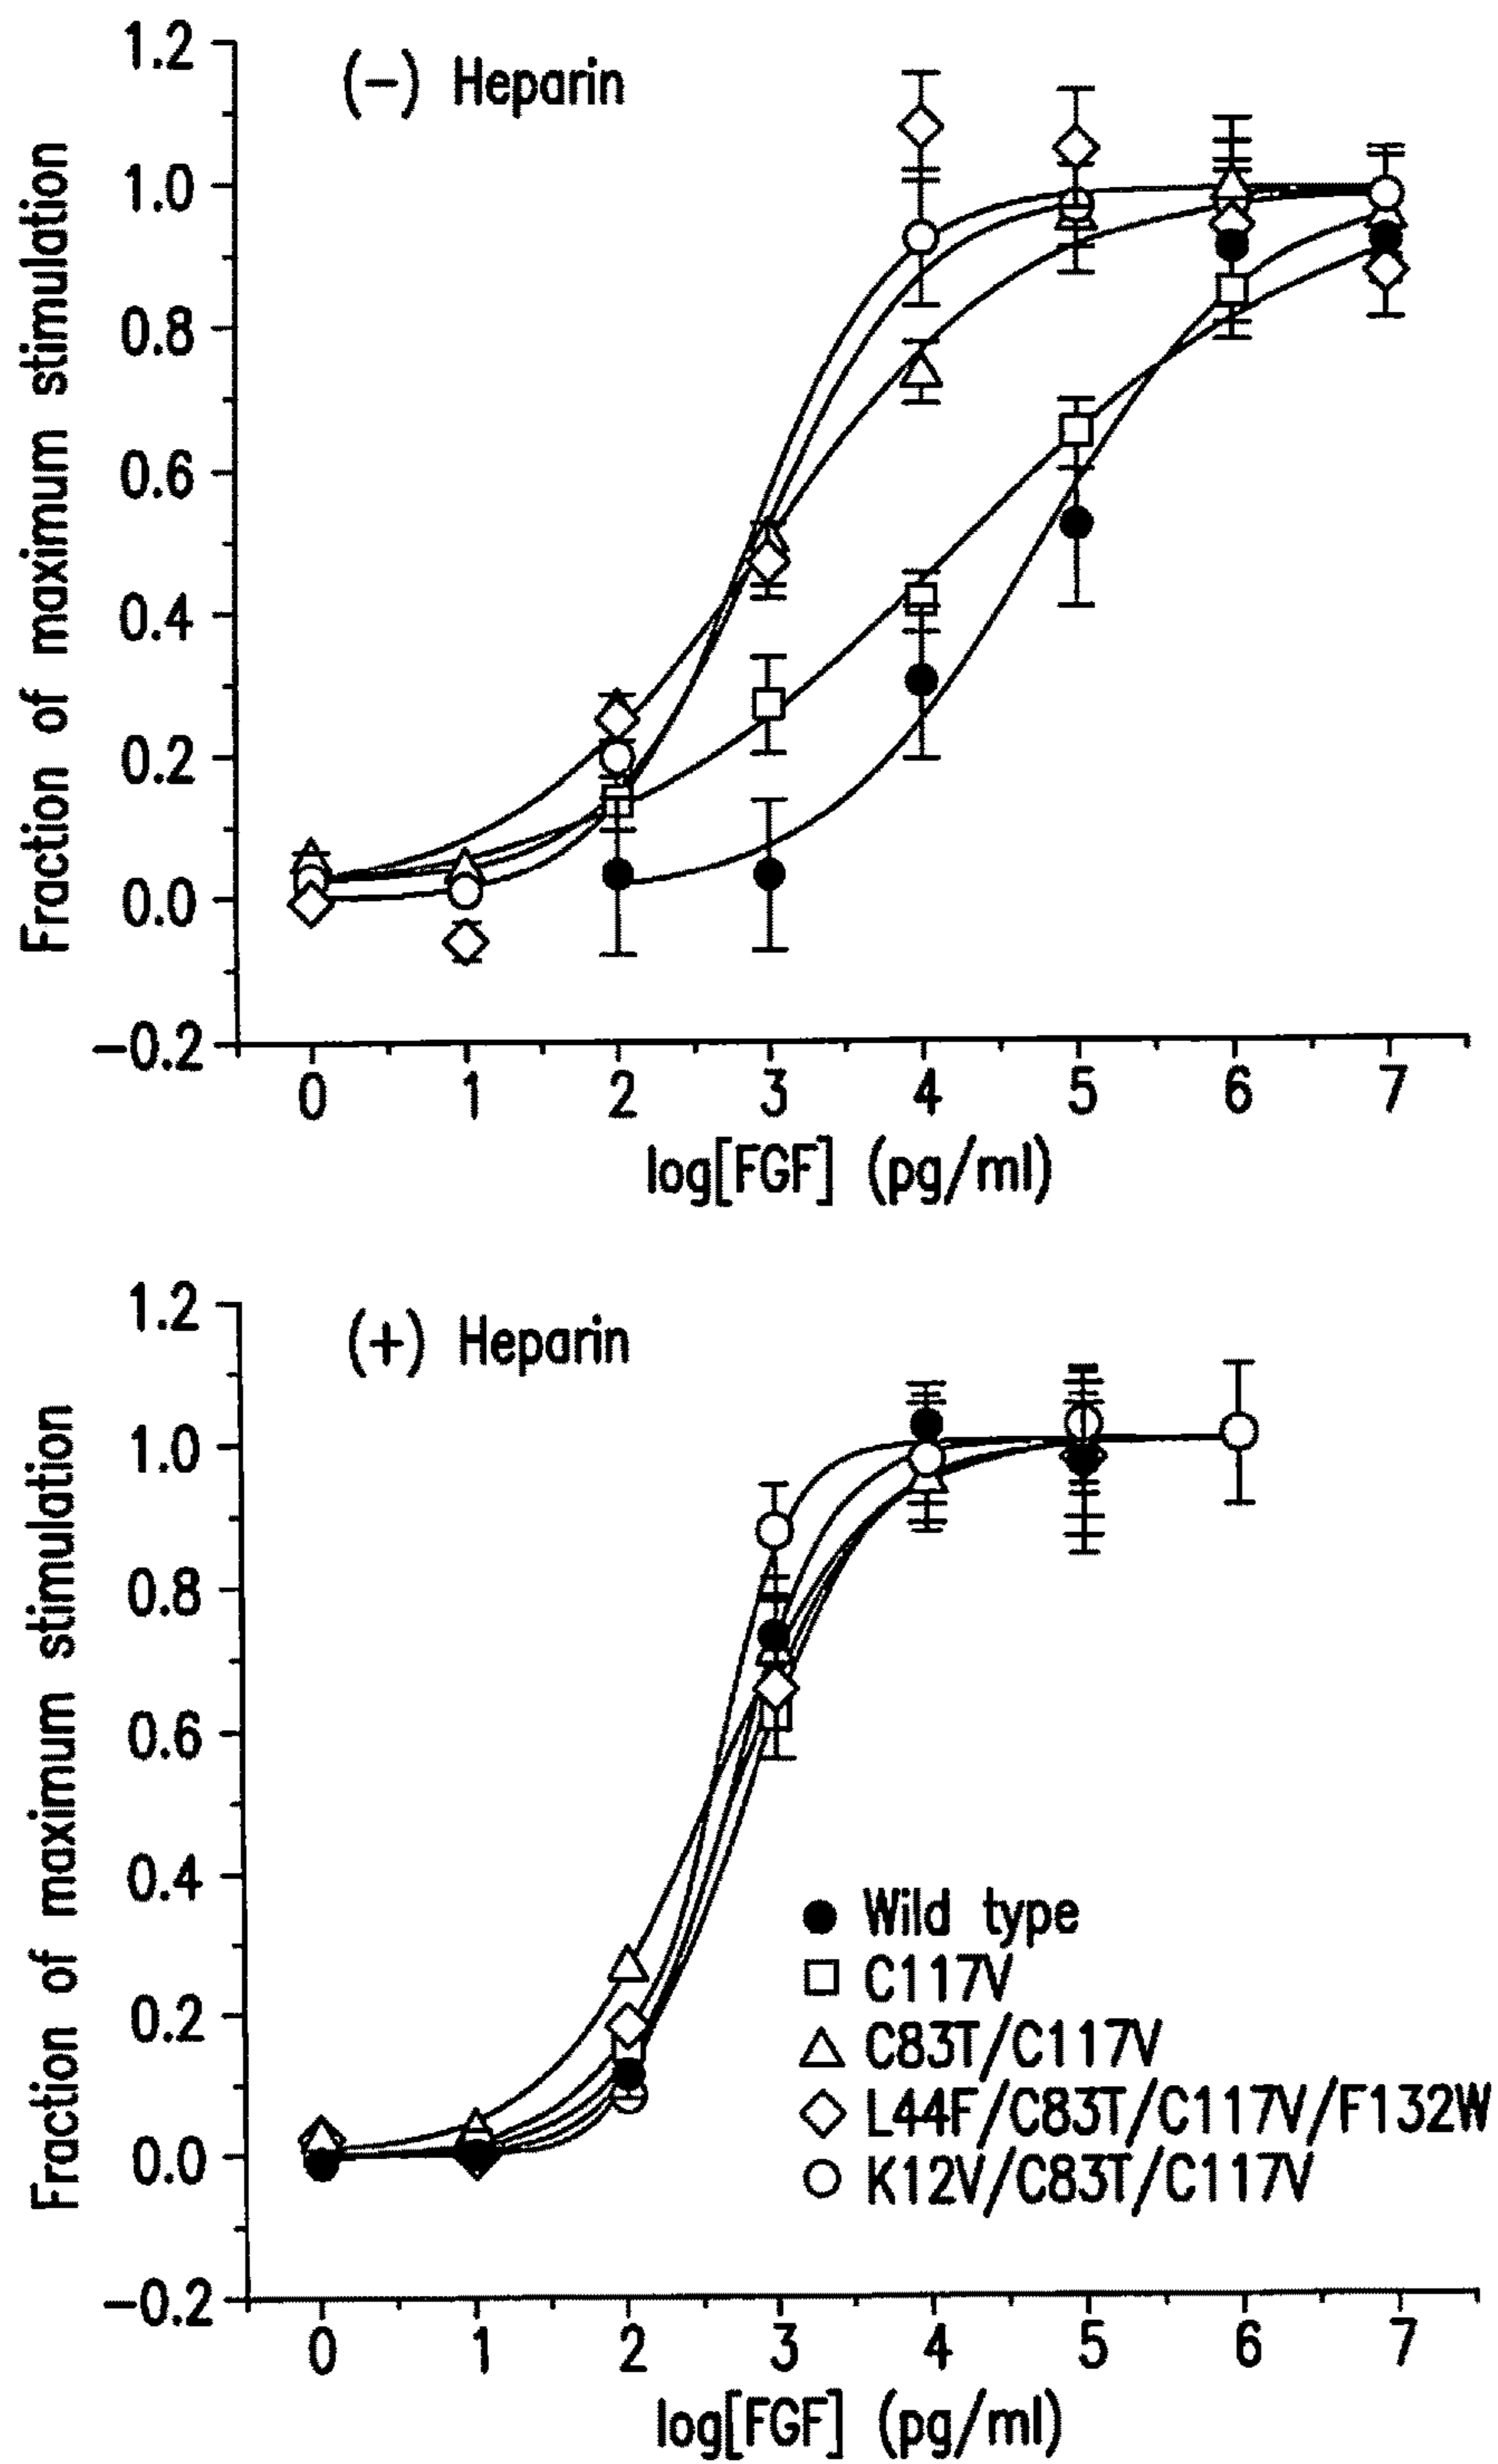 (−) Heparin
Fraction of maximum stimulation
1.2
1.0
0.8
0.6
0.4
0.2
0.0
−0.2
0 1 2 3 4 5 6 7
log[FGF] (pg/ml)
(+) Heparin
Fraction of maximum stimulation
1.2
1.0
0.8
0.6
0.4
0.2
0.0
−0.2
Wild type
C117V
C83T/C117V
L44F/C83T/C117V/F132W
K12V/C83T/C117V
0 1 2 3 4 5 6 7
log[FGF] (pg/ml)